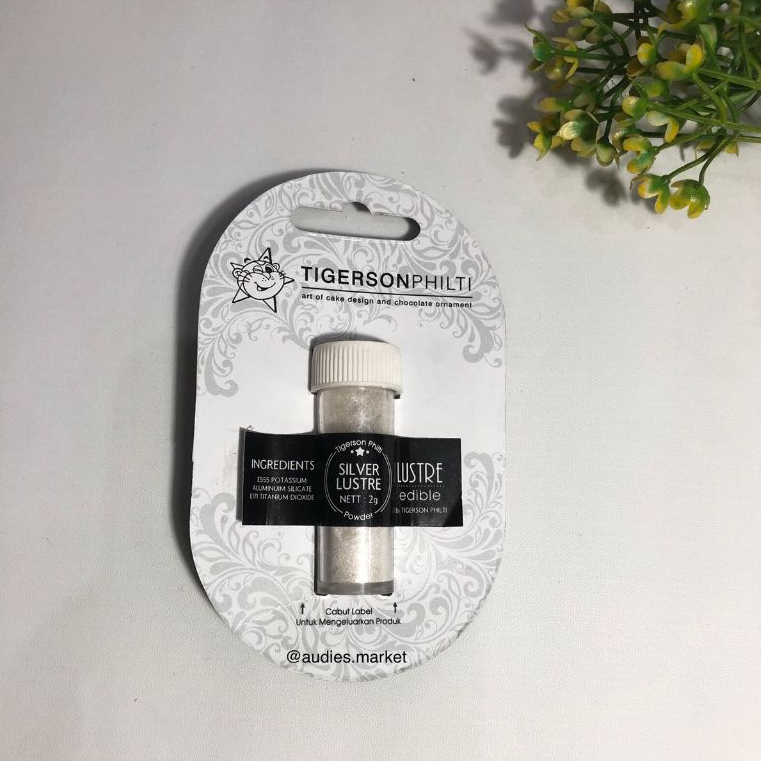 TIGERSONPHILTI
art of cake design and chocolate ornament
INGREDIENTS
E555 POTASSIUM
ALUMINUIM SILICATE
E171 TITANIUM DIOXIDE
Tigerson Philti
SILVER
LUSTRE
NETT : 2g
Powder
LUSTRE
edible
TIGERSON PHILTI
Cabut Label
Untuk Mengeluarkan Produk
@audies.market